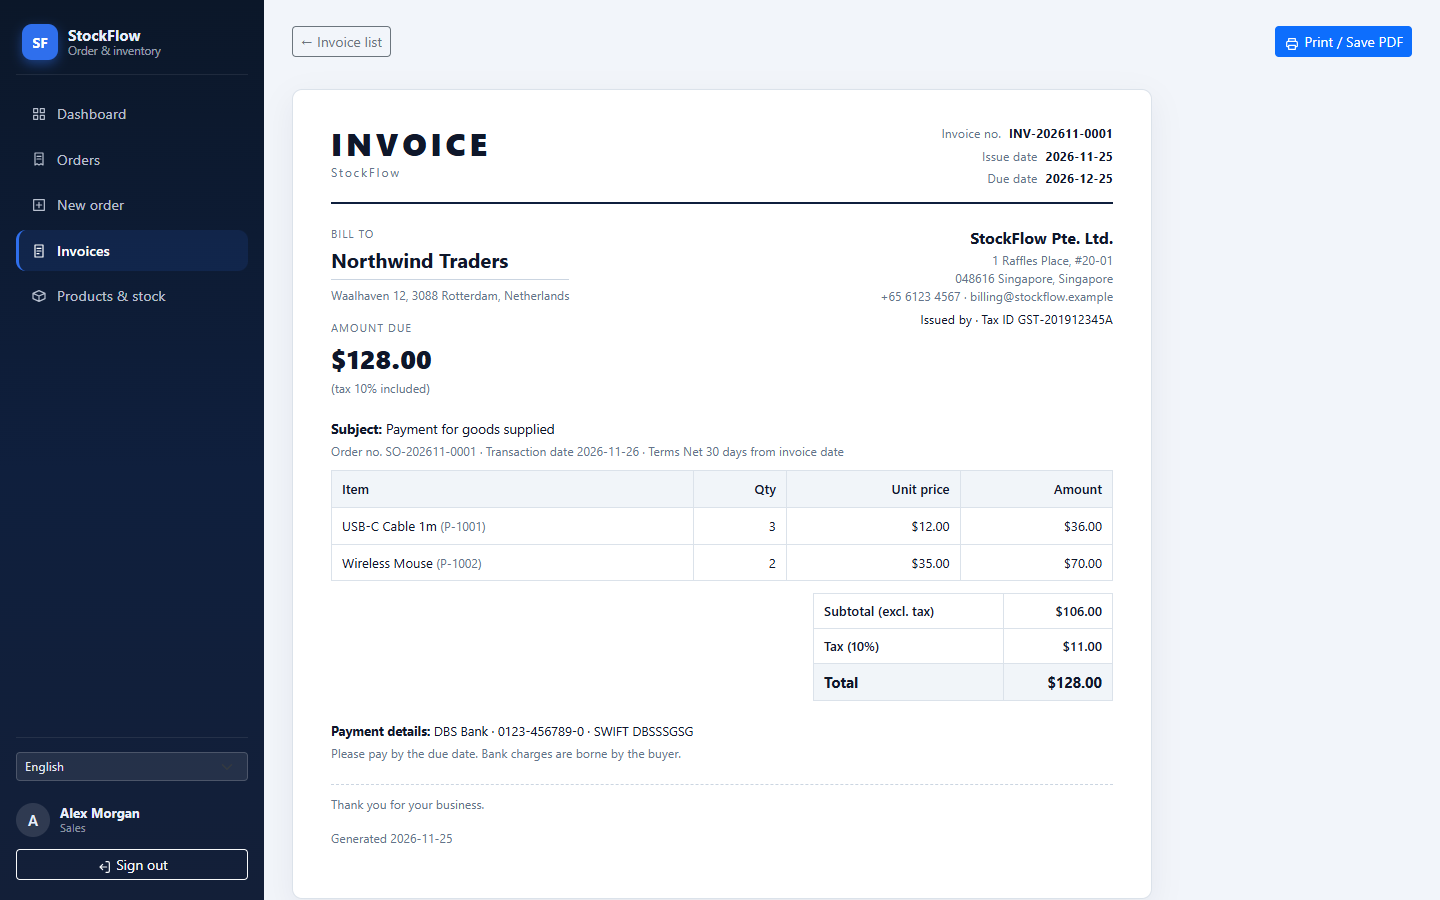 SF
StockFlow
Order & inventory
Dashboard
Orders
New order
Invoices
Products & stock
English
A
Alex Morgan
Sales
Sign out
← Invoice list
Print / Save PDF
INVOICE
StockFlow
Invoice no. INV-202611-0001
Issue date 2026-11-25
Due date 2026-12-25
BILL TO
Northwind Traders
Waalhaven 12, 3088 Rotterdam, Netherlands
AMOUNT DUE
$128.00
(tax 10% included)
StockFlow Pte. Ltd.
1 Raffles Place, #20-01
048616 Singapore, Singapore
+65 6123 4567 · billing@stockflow.example
Issued by · Tax ID GST-201912345A
Subject: Payment for goods supplied
Order no. SO-202611-0001 · Transaction date 2026-11-26 · Terms Net 30 days from invoice date
Item Qty Unit price Amount
USB-C Cable 1m (P-1001) 3 $12.00 $36.00
Wireless Mouse (P-1002) 2 $35.00 $70.00
Subtotal (excl. tax) $106.00
Tax (10%) $11.00
Total $128.00
Payment details: DBS Bank · 0123-456789-0 · SWIFT DBSSSGSG
Please pay by the due date. Bank charges are borne by the buyer.
Thank you for your business.
Generated 2026-11-25